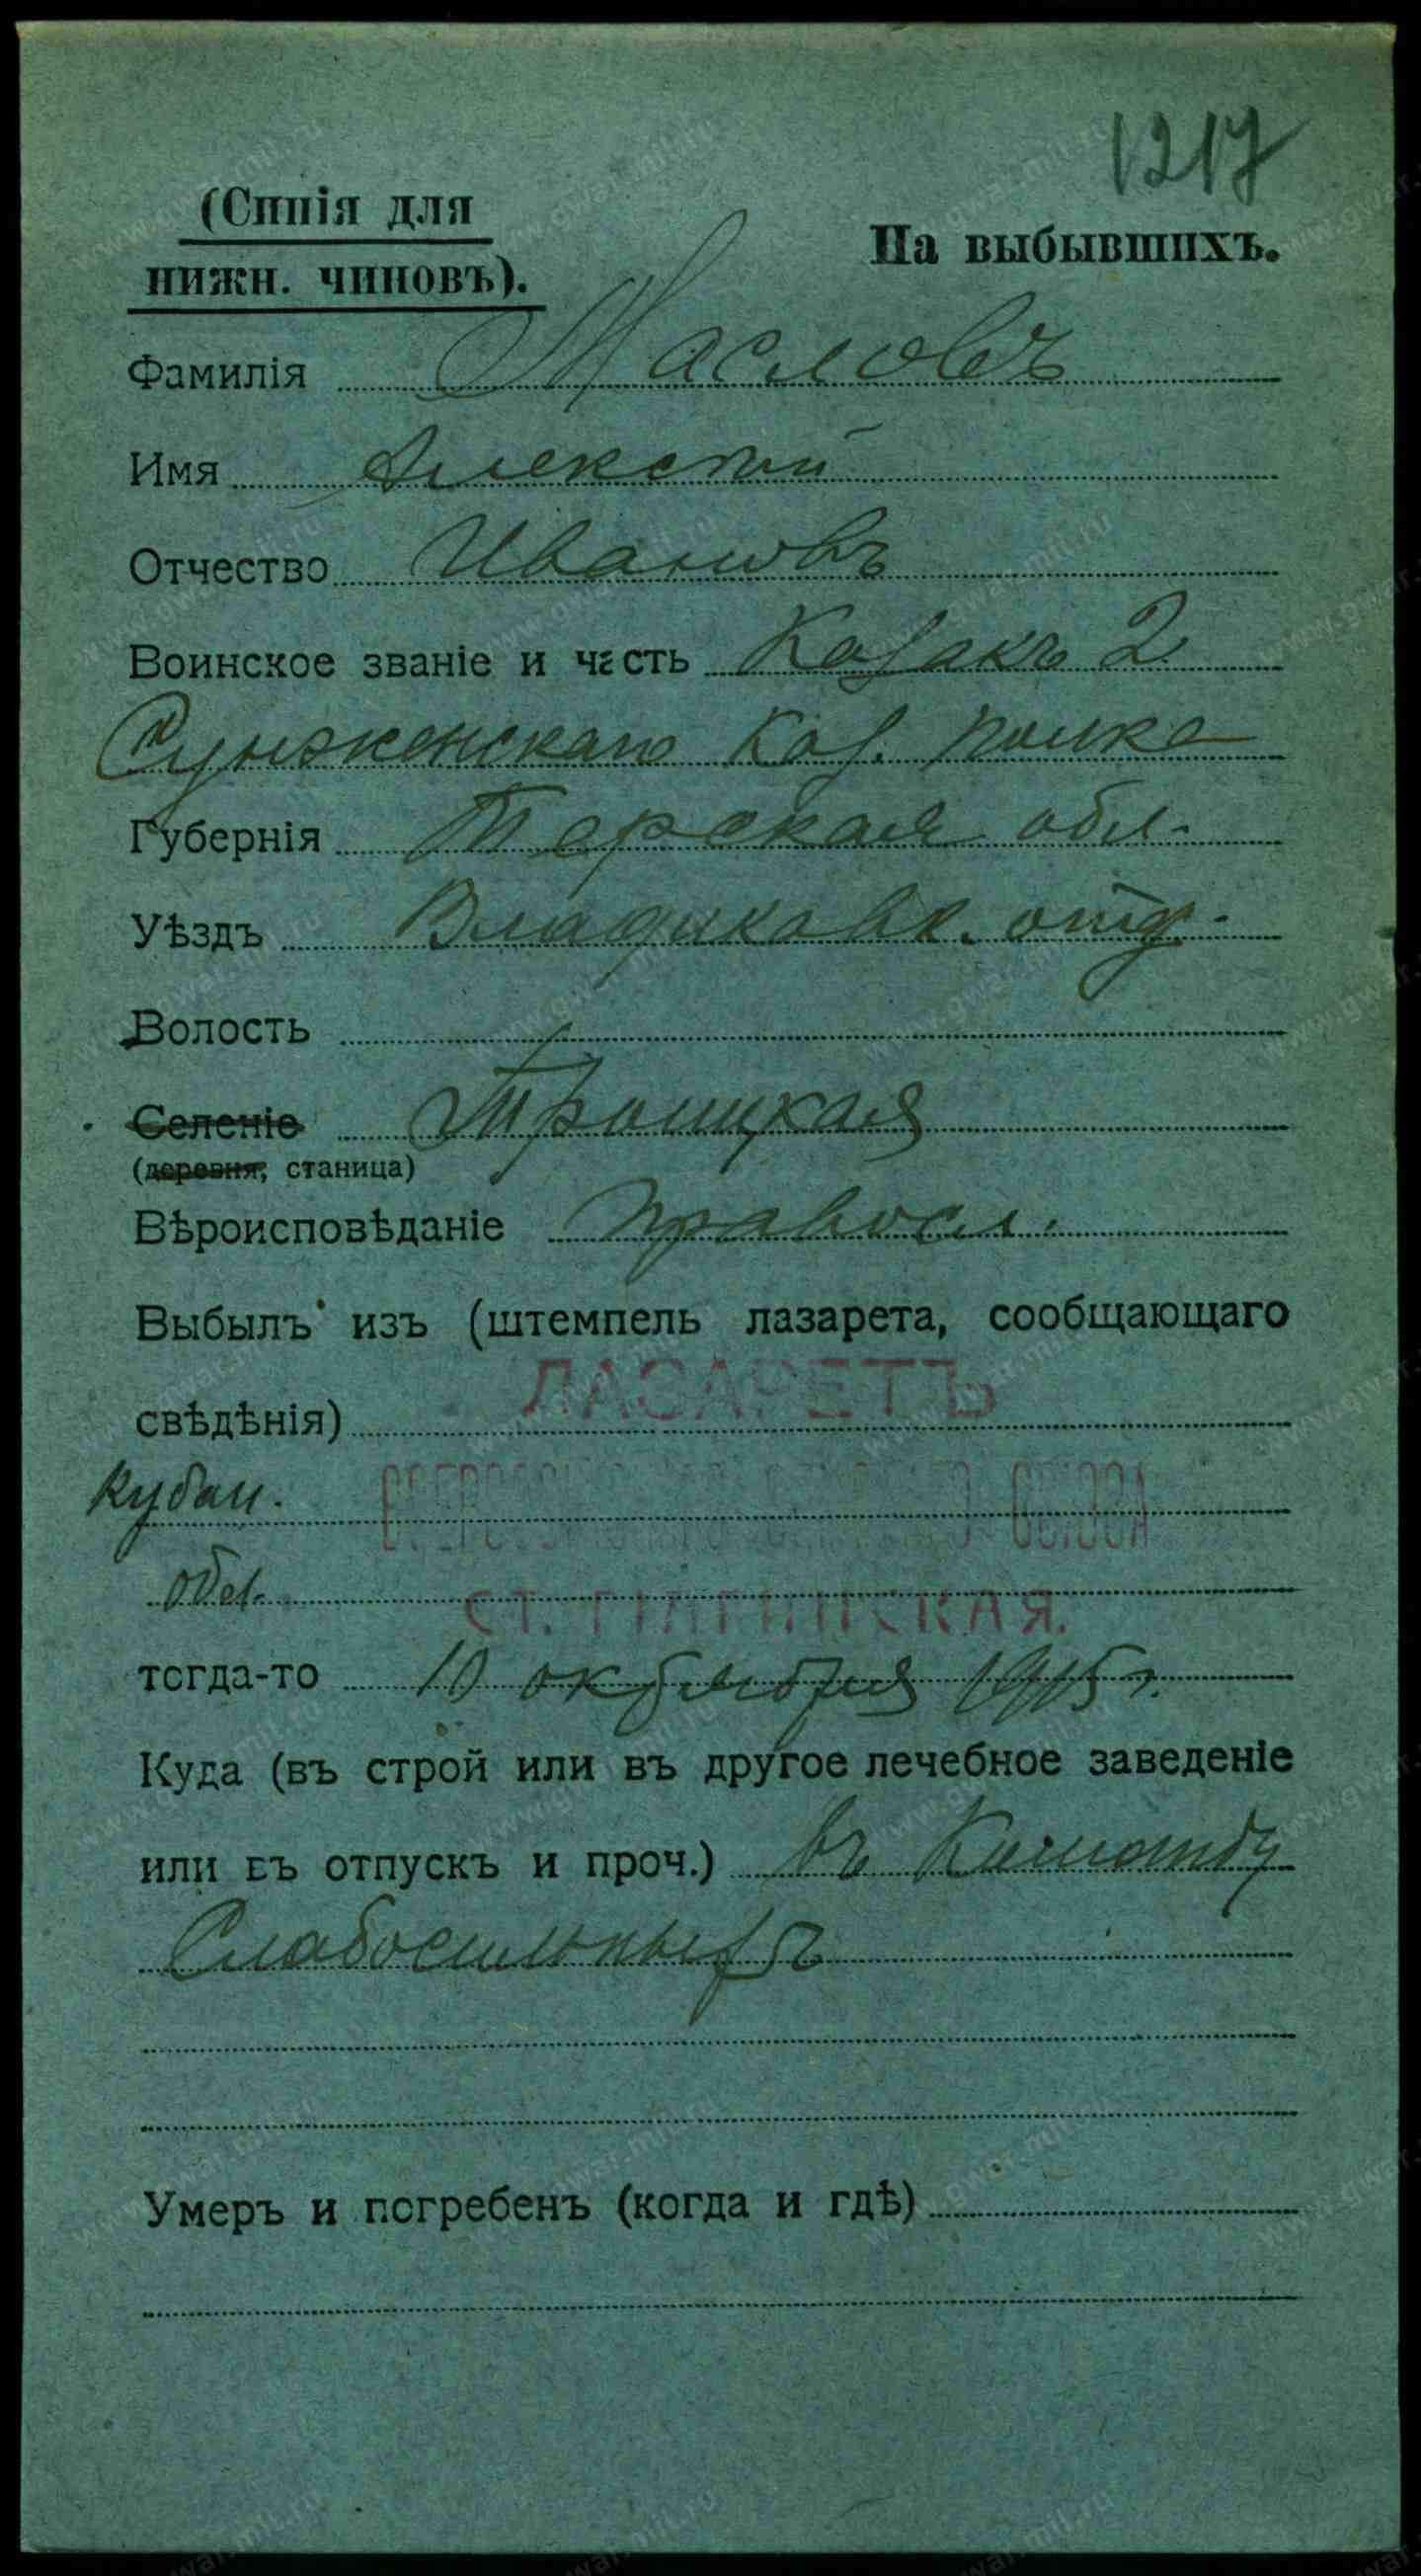 1217
(Синія для
нижн. чиновъ).
На выбывшихъ.
Фамилія Масловъ
Имя Алексѣй
Отчество Ивановъ
Воинское званіе и часть Казакъ 2
Сунженскаго Каз. полка
Губернія Терская обл.
Уѣздъ Владикавк. отд.
Волость
Селеніе Троицкая
(деревня, станица)
Вѣроисповѣданіе правосл.
Выбылъ изъ (штемпель лазарета, сообщающаго
ЛАЗАРЕТЪ
свѣдѣнія)
Кубан.
СОЮЗА
обл.
СТ.
тогда-то 10 октября 1915 г.
Куда (въ строй или въ другое лечебное заведеніе
или въ отпускъ и проч.) въ Команду
Слабосильныхъ
Умеръ и погребенъ (когда и гдѣ)